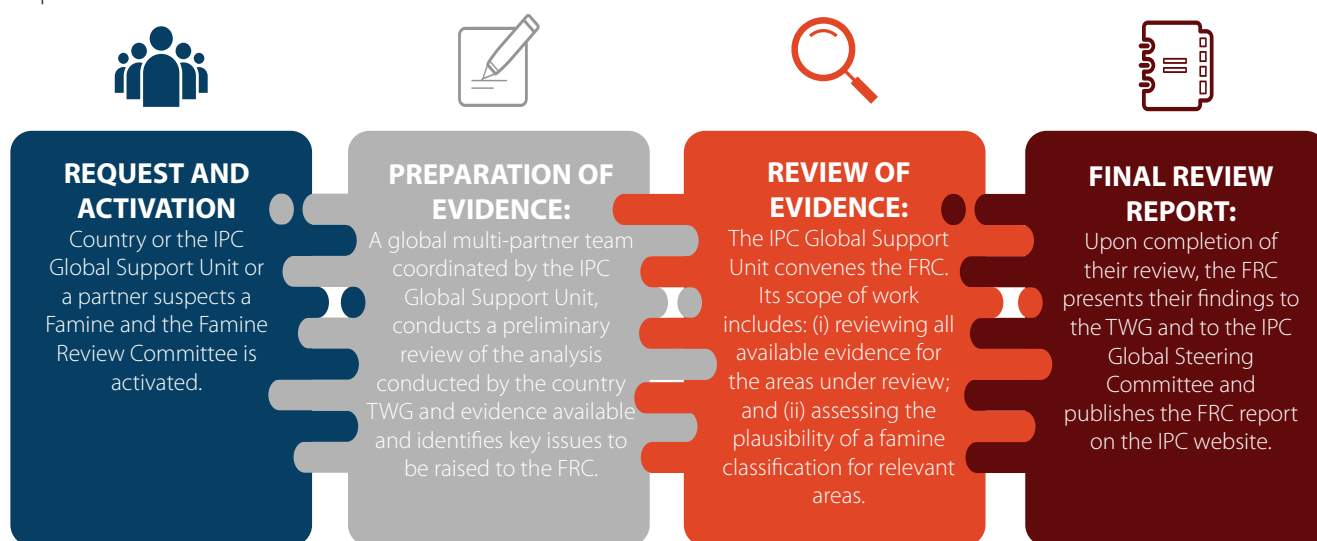 REQUEST AND
ACTIVATION
Country or the IPC
Global Support Unit or
a partner suspects a
Famine and the Famine
Review Committee is
activated.
PREPARATION OF
EVIDENCE:
A global multi-partner team
coordinated by the IPC
Global Support Unit,
conducts a preliminary
review of the analysis
conducted by the country
TWG and evidence available
and identifies key issues to
be raised to the FRC.
REVIEW OF
EVIDENCE:
The IPC Global Support
Unit convenes the FRC.
Its scope of work
includes: (i) reviewing all
available evidence for
the areas under review;
and (ii) assessing the
plausibility of a famine
classification for relevant
areas.
FINAL REVIEW
REPORT:
Upon completion of
their review, the FRC
presents their findings to
the TWG and to the IPC
Global Steering
Committee and
publishes the FRC report
on the IPC website.